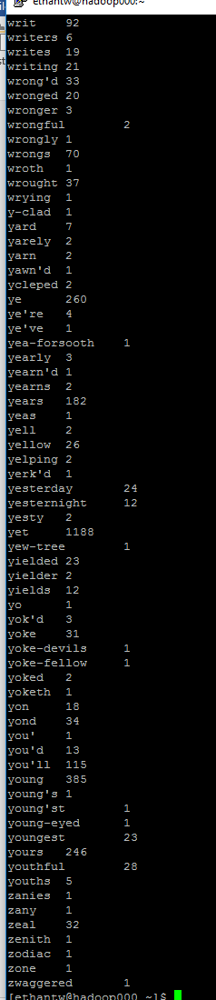 ethantw@hadoop000:~
writ 92
writers 6
writes 19
writing 21
wrong'd 33
wronged 20
wronger 3
wrongful 2
wrongly 1
wrongs 70
wroth 1
wrought 37
wrying 1
y-clad 1
yard 7
yarely 2
yarn 2
yawn'd 1
ycleped 2
ye 260
ye're 4
ye've 1
yea-forsooth 1
yearly 3
yearn'd 1
yearns 2
years 182
yeas 1
yell 2
yellow 26
yelping 2
yerk'd 1
yesterday 24
yesternight 12
yesty 2
yet 1188
yew-tree 1
yielded 23
yielder 2
yields 12
yo 1
yok'd 3
yoke 31
yoke-devils 1
yoke-fellow 1
yoked 2
yoketh 1
yon 18
yond 34
you' 1
you'd 13
you'll 115
young 385
young's 1
young'st 1
young-eyed 1
youngest 23
yours 246
youthful 28
youths 5
zanies 1
zany 1
zeal 32
zenith 1
zodiac 1
zone 1
zwaggered 1
[ethantw@hadoop000 ~]$